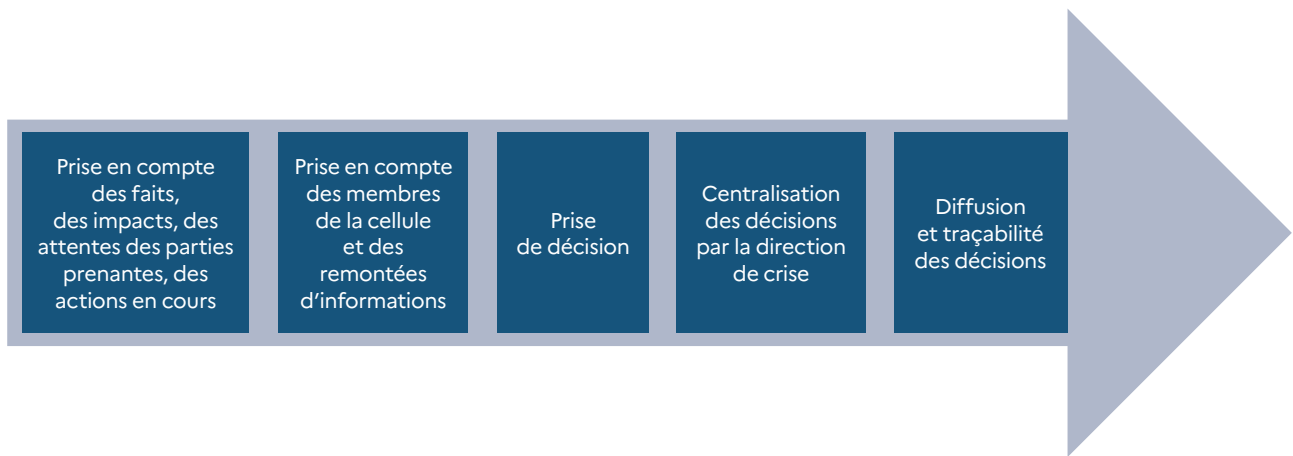 Prise en compte
des faits,
des impacts, des
attentes des parties
prenantes, des
actions en cours
Prise en compte
des membres
de la cellule
et des
remontées
d’informations
Prise
de décision
Centralisation
des décisions
par la direction
de crise
Diffusion
et traçabilité
des décisions